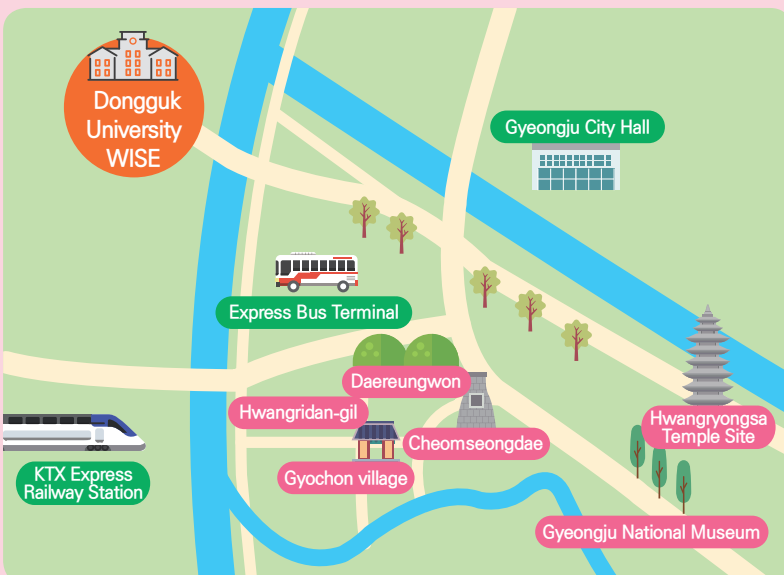 Dongguk
University
WISE
Gyeongju City Hall
Express Bus Terminal
Daereungwon
Hwangridan-gil
Cheomseongdae
Hwangryongsa
Temple Site
KTX Express
Railway Station
Gyochon village
Gyeongju National Museum